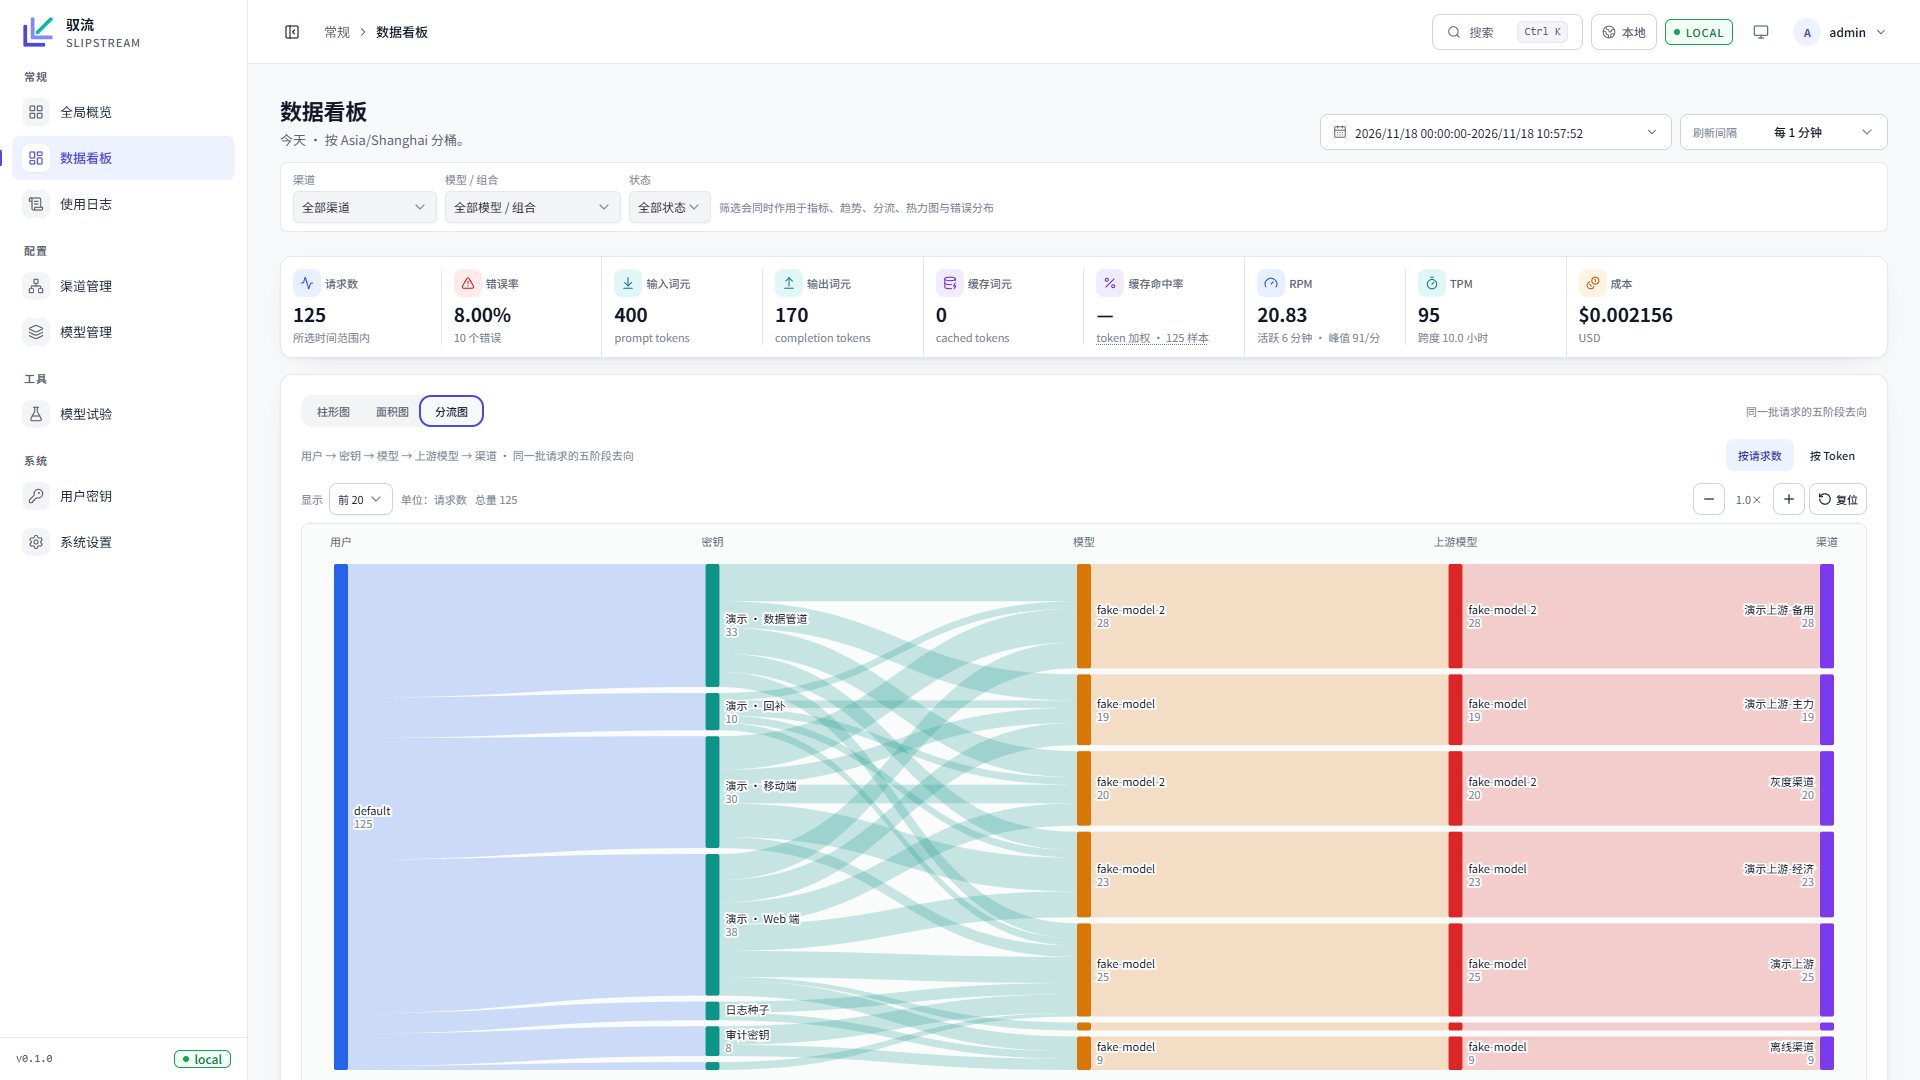 驭流
SLIPSTREAM
常规
全局概览
数据看板
使用日志
配置
渠道管理
模型管理
工具
模型试验
系统
用户密钥
系统设置
v0.1.0
local
常规 > 数据看板
搜索 Ctrl K
本地
LOCAL
A admin
数据看板
今天 · 按 Asia/Shanghai 分桶。
2026/11/18 00:00:00-2026/11/18 10:57:52
刷新间隔 每 1 分钟
渠道 模型 / 组合 状态
全部渠道 全部模型 / 组合 全部状态 筛选会同时作用于指标、趋势、分流、热力图与错误分布
请求数 错误率 输入词元 输出词元 缓存词元 缓存命中率 RPM TPM 成本
125 8.00% 400 170 0 — 20.83 95 $0.002156
所选时间范围内 10 个错误 prompt tokens completion tokens cached tokens token 加权 · 125 样本 活跃 6 分钟 · 峰值 91/分 跨度 10.0 小时 USD
柱形图 面积图 分流图 同一批请求的五阶段去向
用户 → 密钥 → 模型 → 上游模型 → 渠道 · 同一批请求的五阶段去向 按请求数 按 Token
显示 前 20 单位：请求数 总量 125 − 1.0× + 复位
用户 密钥 模型 上游模型 渠道
default
125
演示 · 数据管道
33
演示 · 回补
10
演示 · 移动端
30
演示 · Web 端
38
日志种子
审计密钥
8
fake-model-2
28
fake-model
19
fake-model-2
20
fake-model
23
fake-model
25
fake-model
9
fake-model-2
28
fake-model
19
fake-model-2
20
fake-model
23
fake-model
25
fake-model
9
演示上游-备用
28
演示上游-主力
19
灰度渠道
20
演示上游-经济
23
演示上游
25
离线渠道
9